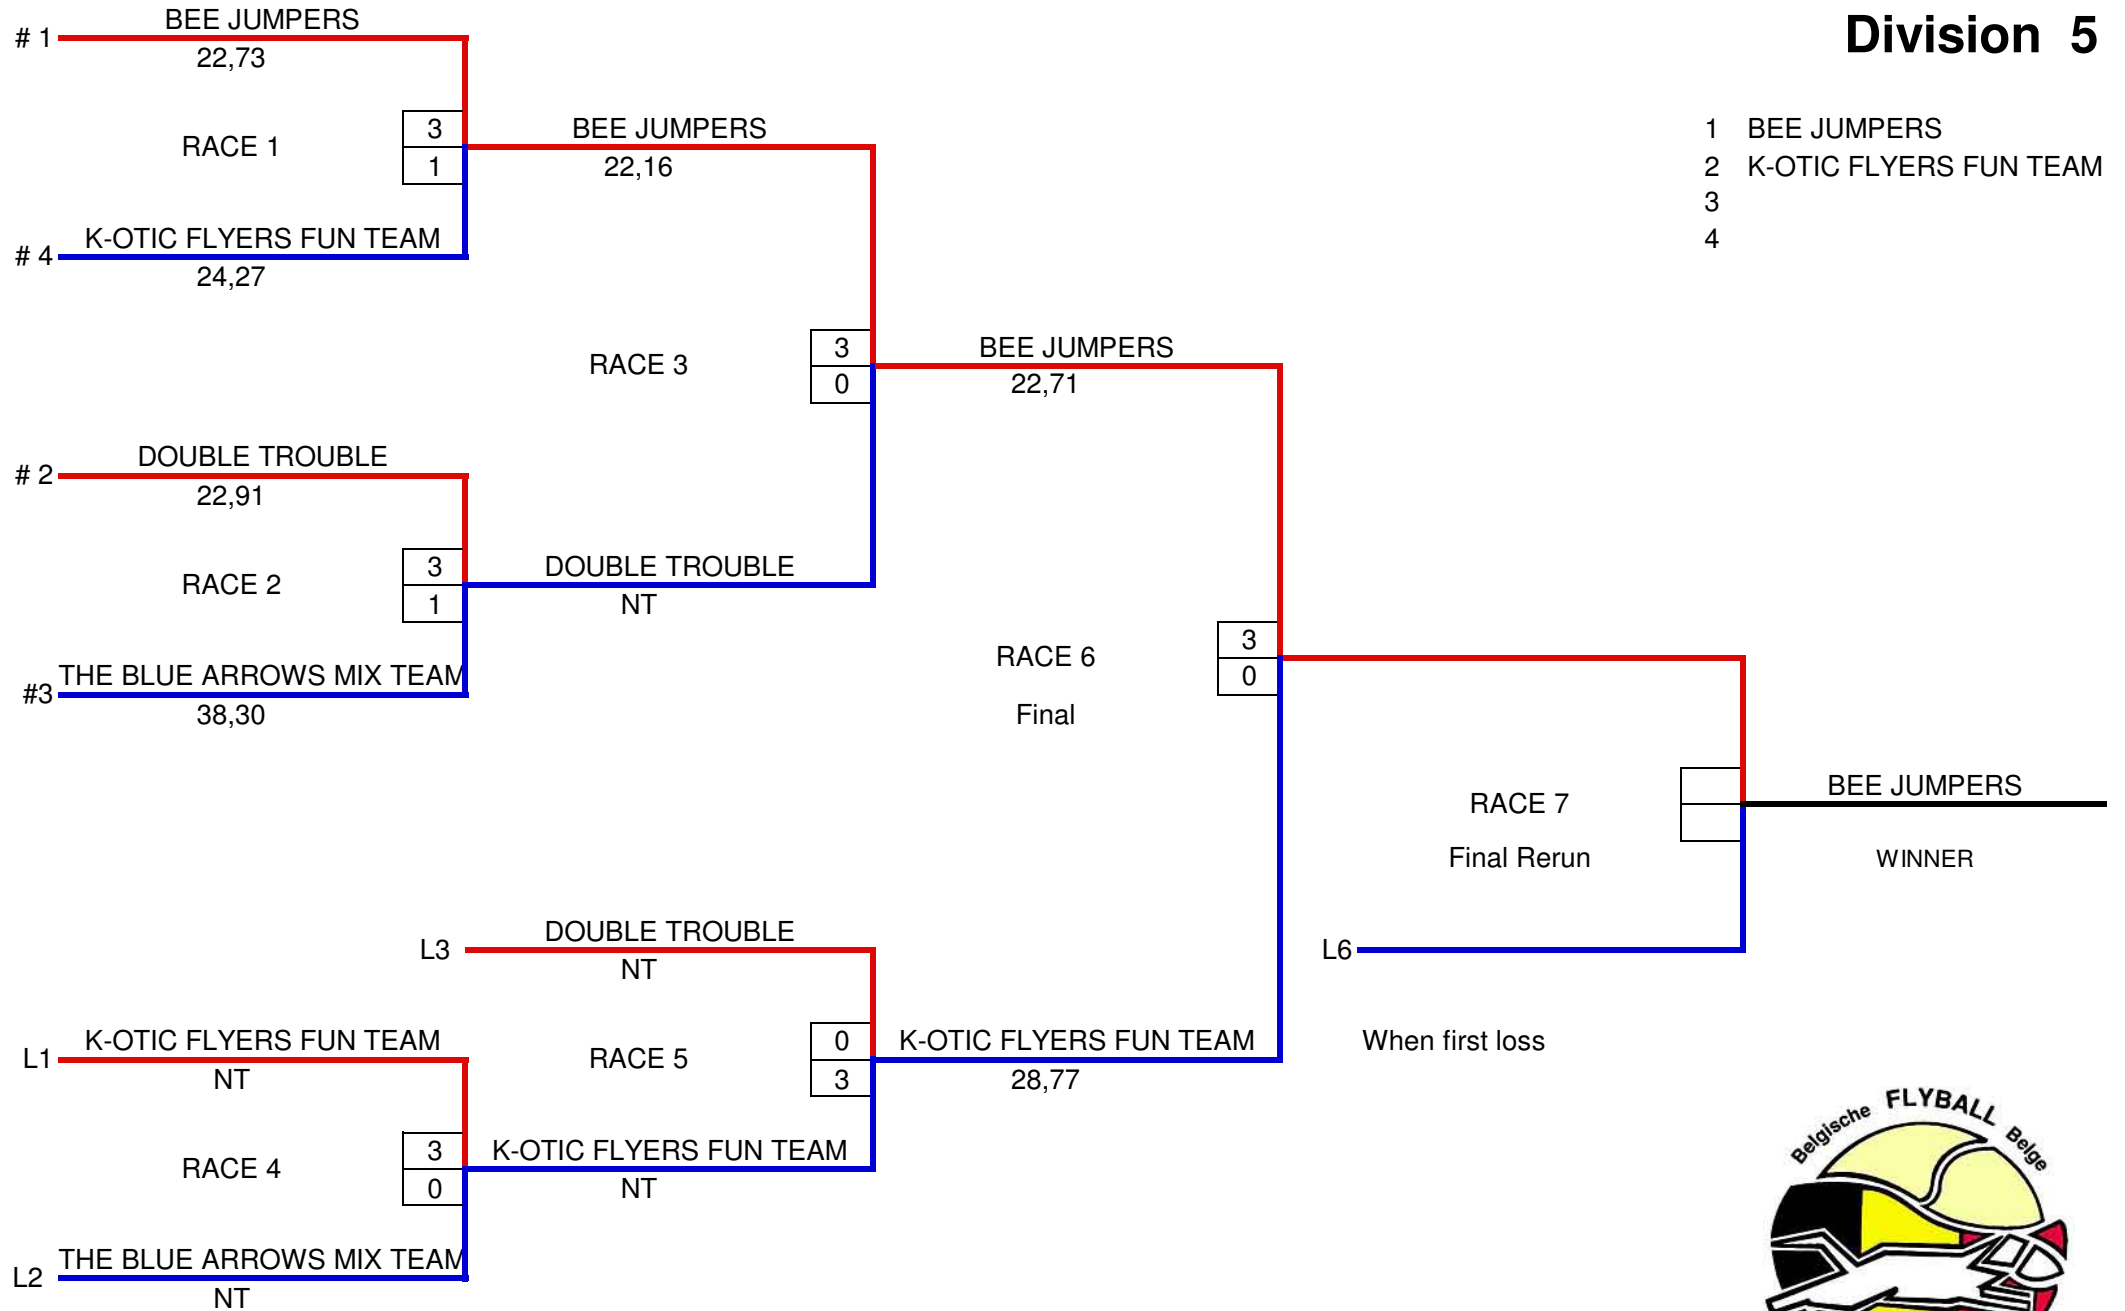 Division 5
# 1
BEE JUMPERS
22,73
RACE 1
3
1
# 4
K-OTIC FLYERS FUN TEAM
24,27
BEE JUMPERS
22,16
1 BEE JUMPERS
2 K-OTIC FLYERS FUN TEAM
3
4
RACE 3
3
0
BEE JUMPERS
22,71
# 2
DOUBLE TROUBLE
22,91
RACE 2
3
1
DOUBLE TROUBLE
NT
#3
THE BLUE ARROWS MIX TEAM
38,30
RACE 6
3
0
Final
RACE 7
Final Rerun
BEE JUMPERS
WINNER
L3
DOUBLE TROUBLE
NT
L6
L1
K-OTIC FLYERS FUN TEAM
NT
RACE 5
0
3
K-OTIC FLYERS FUN TEAM
28,77
When first loss
RACE 4
3
0
K-OTIC FLYERS FUN TEAM
NT
L2
THE BLUE ARROWS MIX TEAM
NT
Belgische FLYBALL Belge